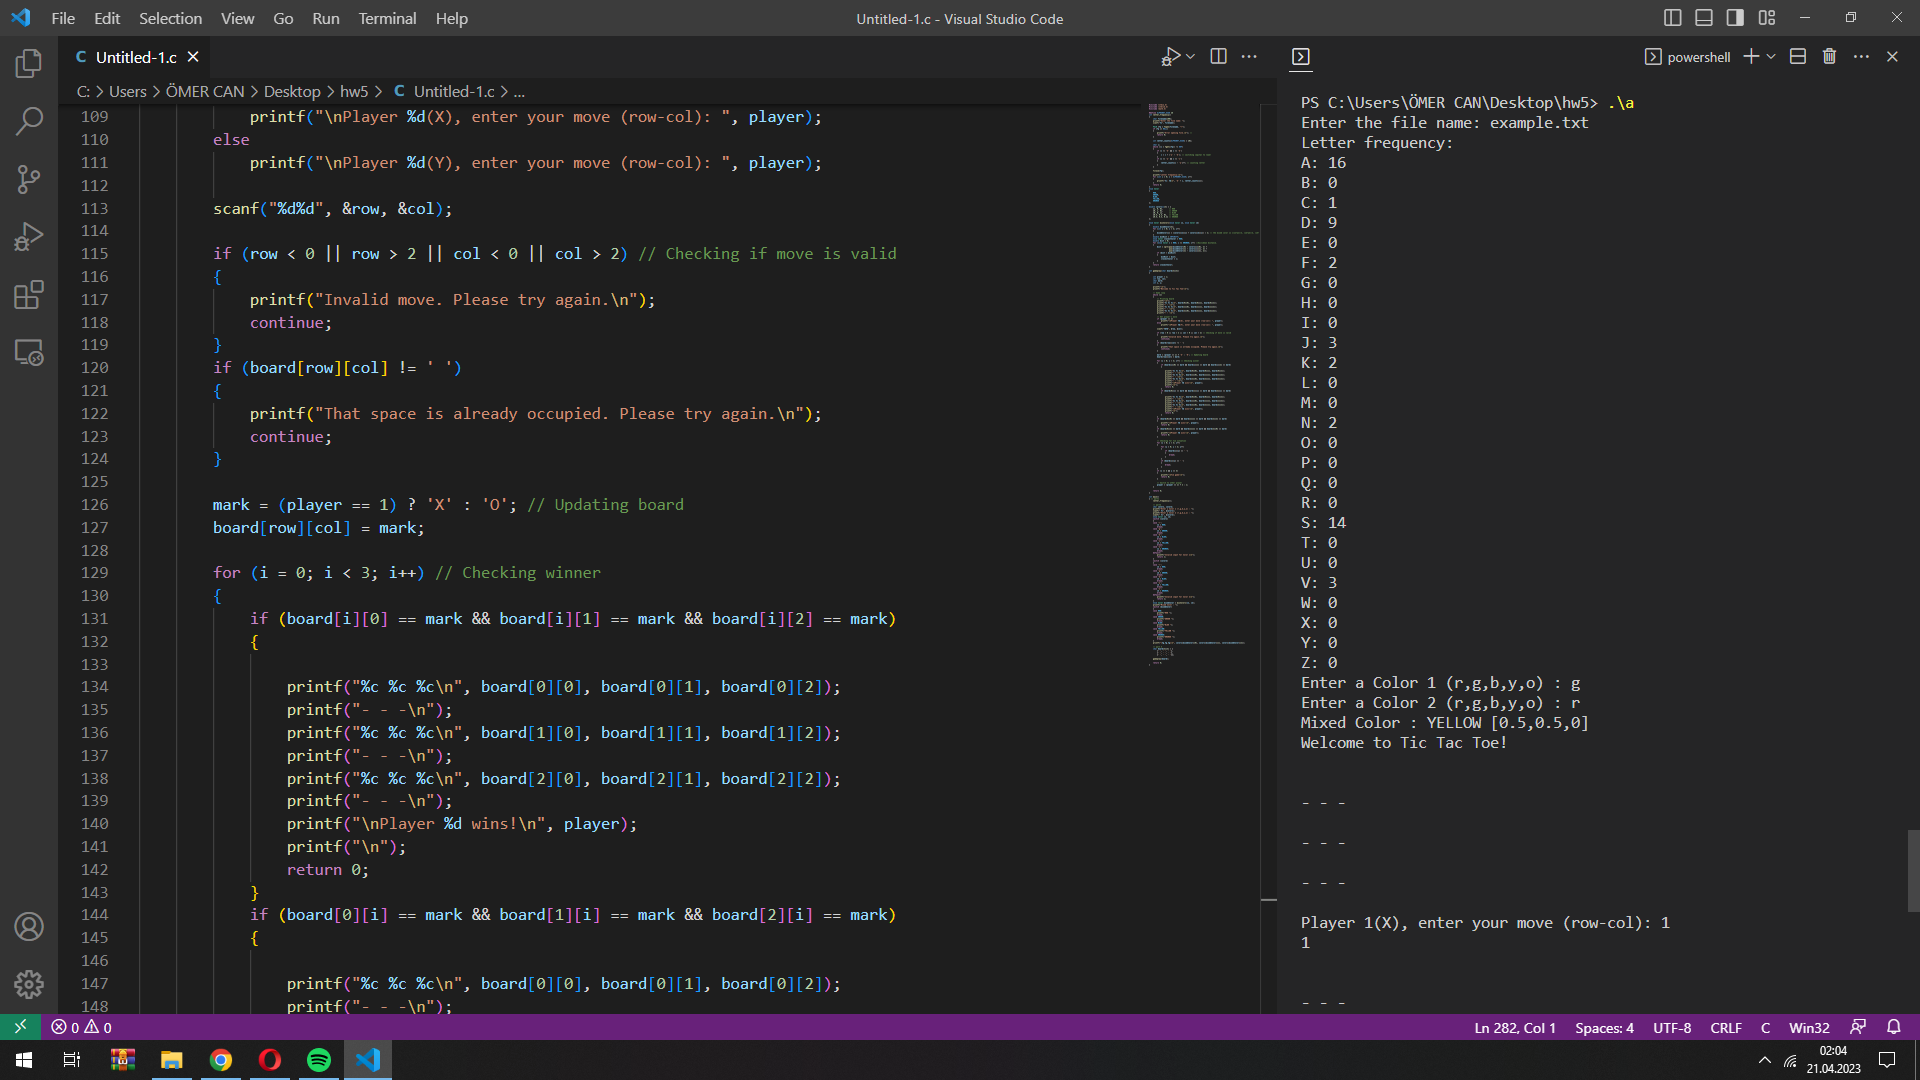 File Edit Selection View Go Run Terminal Help
Untitled-1.c - Visual Studio Code
C Untitled-1.c
C: > Users > ÖMER CAN > Desktop > hw5 > C Untitled-1.c > ...
109 printf("\nPlayer %d(X), enter your move (row-col): ", player);
110 else
111 printf("\nPlayer %d(Y), enter your move (row-col): ", player);
112
113 scanf("%d%d", &row, &col);
114
115 if (row < 0 || row > 2 || col < 0 || col > 2) // Checking if move is valid
116 {
117 printf("Invalid move. Please try again.\n");
118 continue;
119 }
120 if (board[row][col] != ' ')
121 {
122 printf("That space is already occupied. Please try again.\n");
123 continue;
124 }
125
126 mark = (player == 1) ? 'X' : 'O'; // Updating board
127 board[row][col] = mark;
128
129 for (i = 0; i < 3; i++) // Checking winner
130 {
131 if (board[i][0] == mark && board[i][1] == mark && board[i][2] == mark)
132 {
133
134 printf("%c %c %c\n", board[0][0], board[0][1], board[0][2]);
135 printf("- - -\n");
136 printf("%c %c %c\n", board[1][0], board[1][1], board[1][2]);
137 printf("- - -\n");
138 printf("%c %c %c\n", board[2][0], board[2][1], board[2][2]);
139 printf("- - -\n");
140 printf("\nPlayer %d wins!\n", player);
141 printf("\n");
142 return 0;
143 }
144 if (board[0][i] == mark && board[1][i] == mark && board[2][i] == mark)
145 {
146
147 printf("%c %c %c\n", board[0][0], board[0][1], board[0][2]);
148 printf("- - -\n");
powershell
PS C:\Users\ÖMER CAN\Desktop\hw5> .\a
Enter the file name: example.txt
Letter frequency:
A: 16
B: 0
C: 1
D: 9
E: 0
F: 2
G: 0
H: 0
I: 0
J: 3
K: 2
L: 0
M: 0
N: 2
O: 0
P: 0
Q: 0
R: 0
S: 14
T: 0
U: 0
V: 3
W: 0
X: 0
Y: 0
Z: 0
Enter a Color 1 (r,g,b,y,o) : g
Enter a Color 2 (r,g,b,y,o) : r
Mixed Color : YELLOW [0.5,0.5,0]
Welcome to Tic Tac Toe!
- - -
- - -
- - -
Player 1(X), enter your move (row-col): 1
1
- - -
0 0
Ln 282, Col 1 Spaces: 4 UTF-8 CRLF C Win32
02:04
21.04.2023